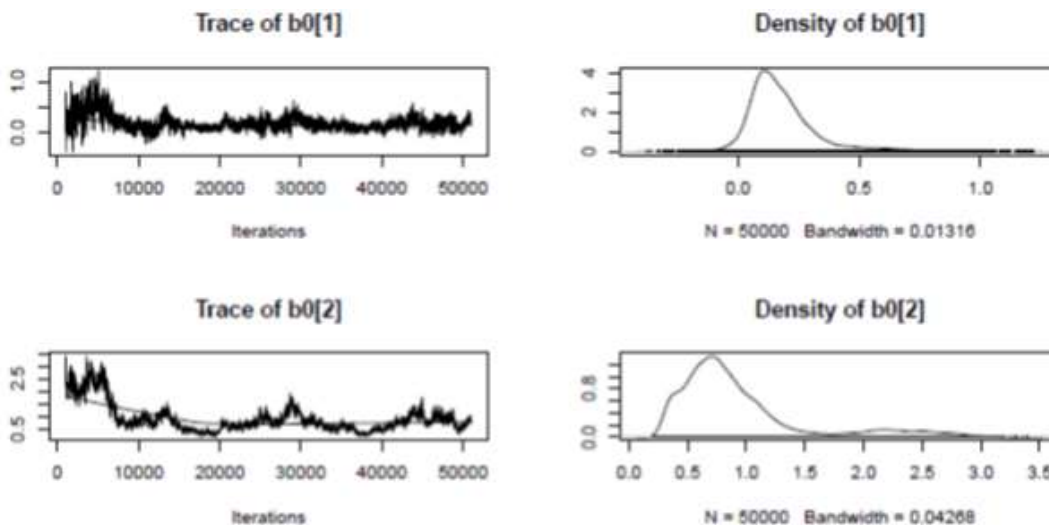 Trace of b0[1]
Density of b0[1]
1.0
0.0
0 10000 20000 30000 40000 50000
Iterations
4
2
0
0.0 0.5 1.0
N = 50000 Bandwidth = 0.01316
Trace of b0[2]
Density of b0[2]
2.5
0.5
0 10000 20000 30000 40000 50000
Iterations
0.8
0.0
0.0 0.5 1.0 1.5 2.0 2.5 3.0 3.5
N = 50000 Bandwidth = 0.04268